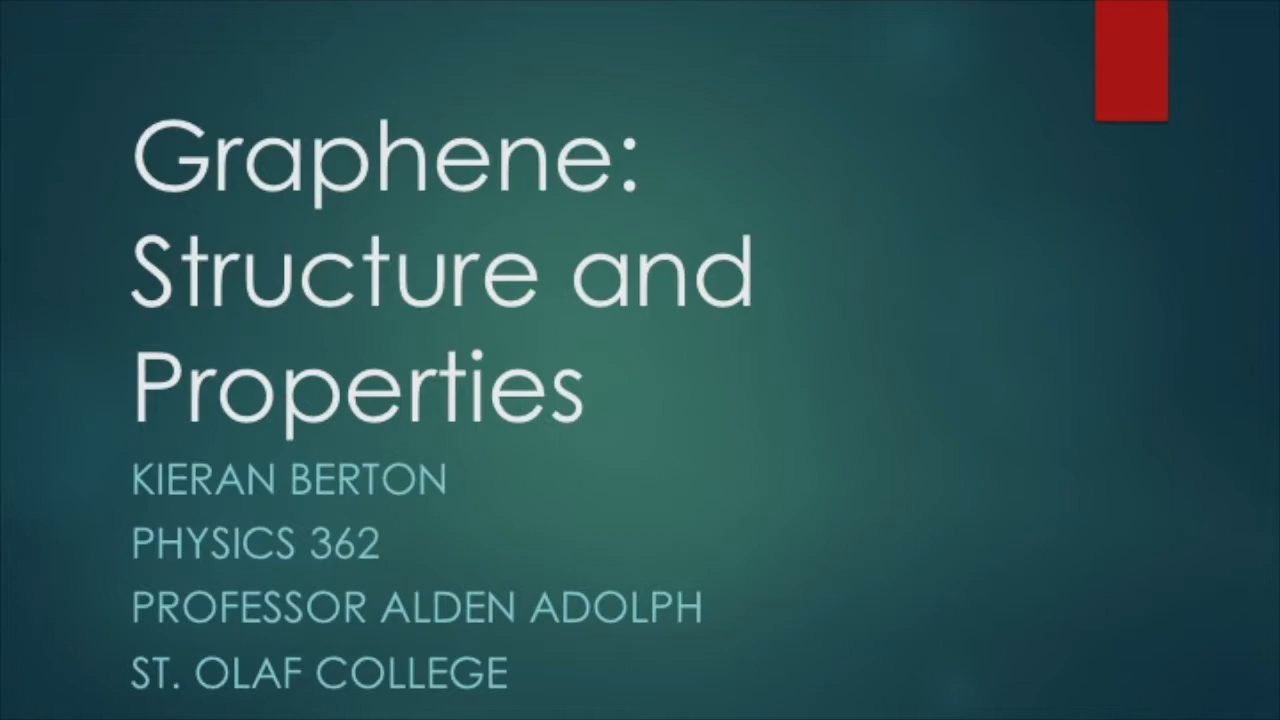 Graphene:
Structure and
Properties
KIERAN BERTON
PHYSICS 362
PROFESSOR ALDEN ADOLPH
ST. OLAF COLLEGE